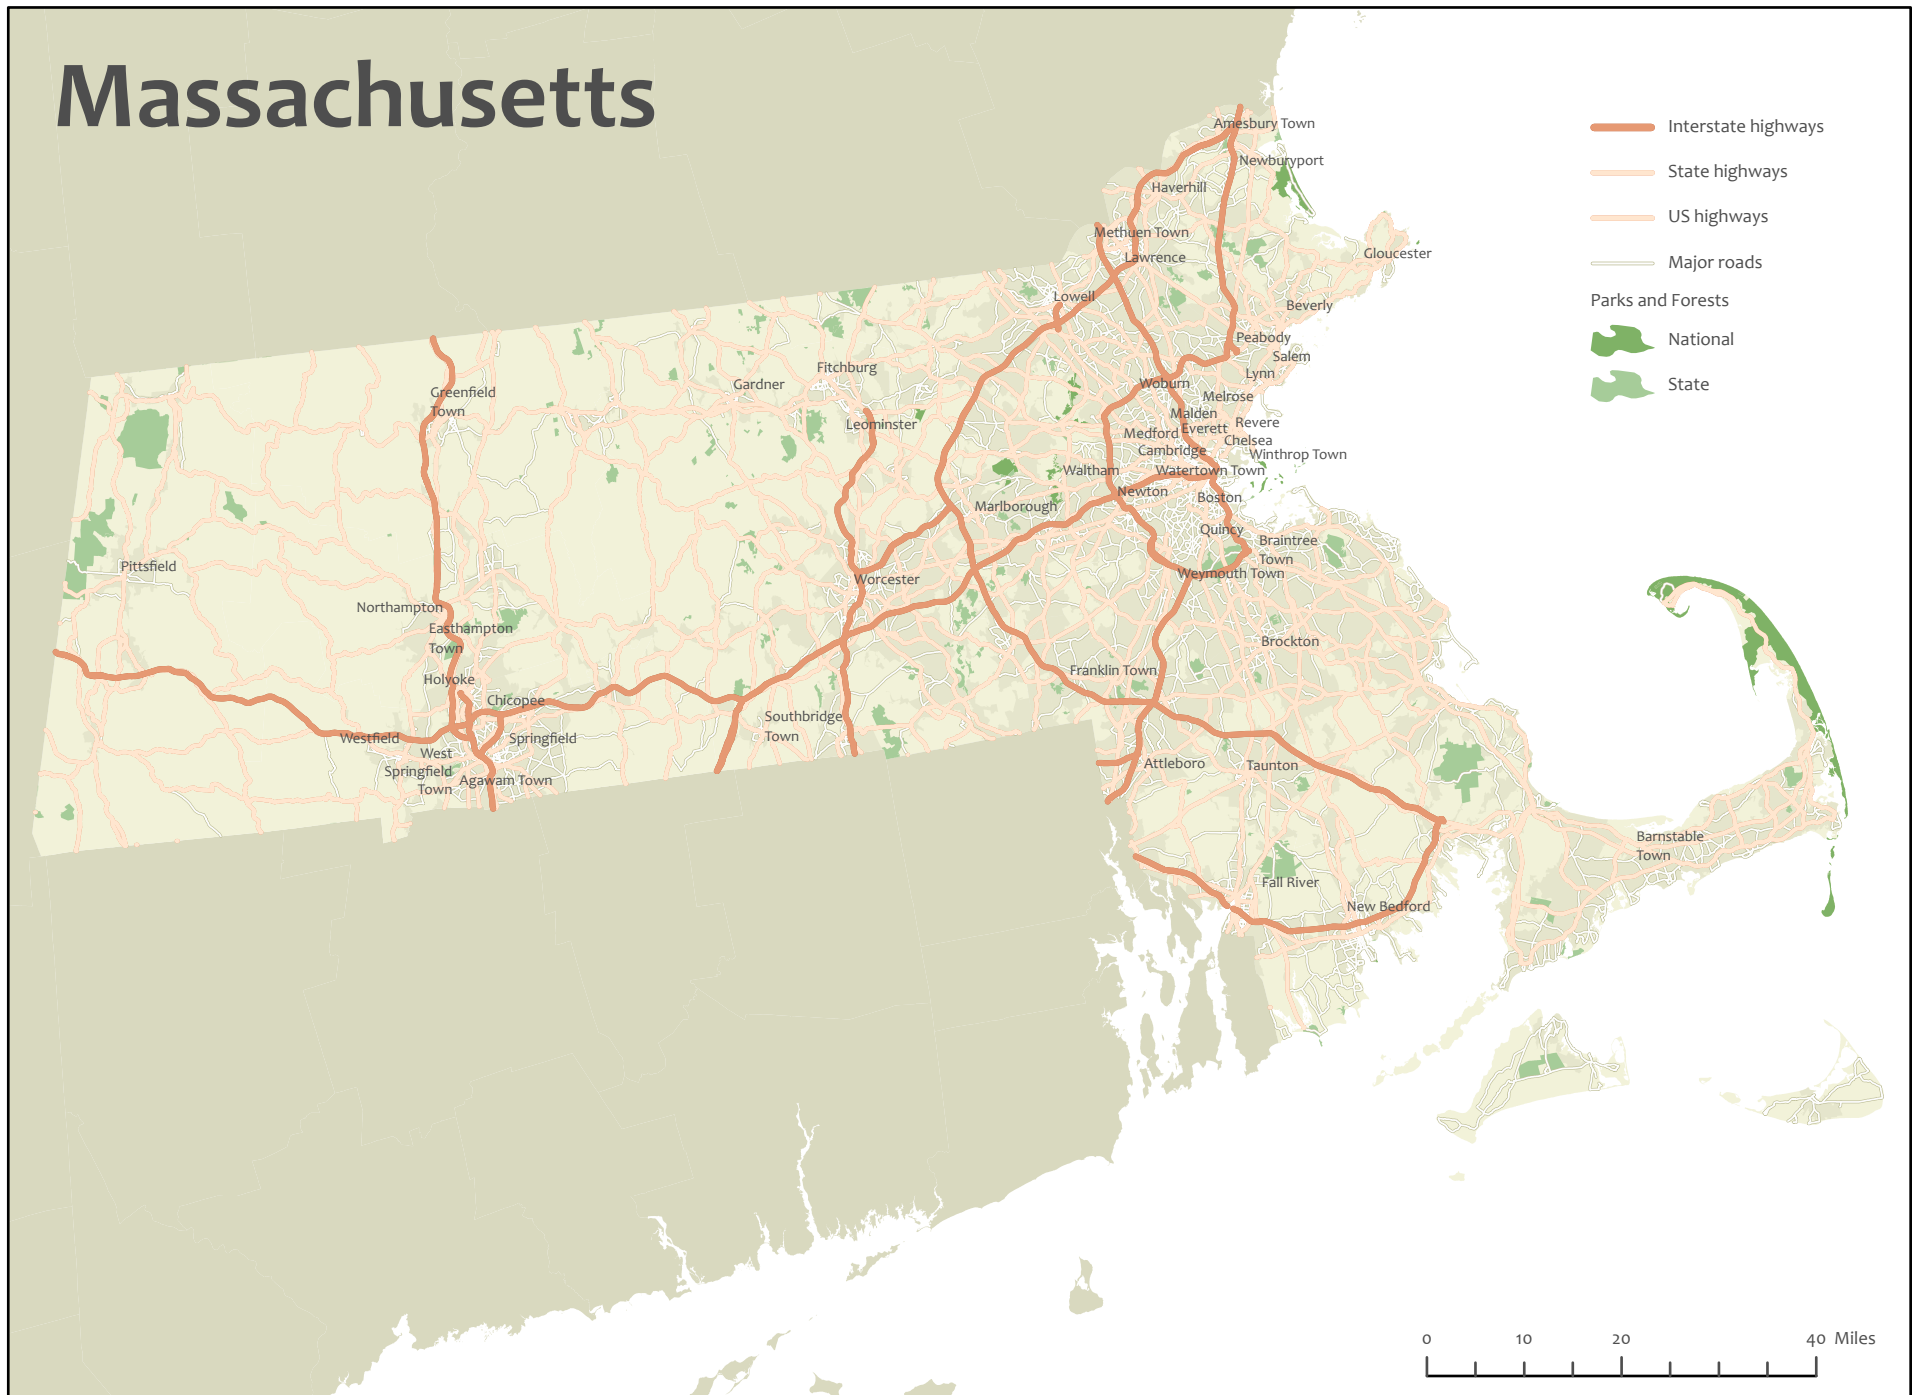 Massachusetts
Interstate highways
State highways
US highways
Major roads
Parks and Forests
National
State
Amesbury Town
Newburyport
Haverhill
Methuen Town
Lawrence
Gloucester
Lowell
Beverly
Peabody
Salem
Fitchburg
Lynn
Gardner
Woburn
Greenfield
Town
Melrose
Malden
Leominster
Revere
Everett
Medford
Chelsea
Cambridge
Winthrop Town
Waltham
Watertown Town
Newton
Boston
Marlborough
Quincy
Braintree
Town
Pittsfield
Weymouth Town
Worcester
Northampton
Easthampton
Town
Brockton
Franklin Town
Holyoke
Chicopee
Southbridge
Town
Westfield
Springfield
West
Springfield
Town
Agawam Town
Attleboro
Taunton
Barnstable
Town
Fall River
New Bedford
0 10 20 40 Miles